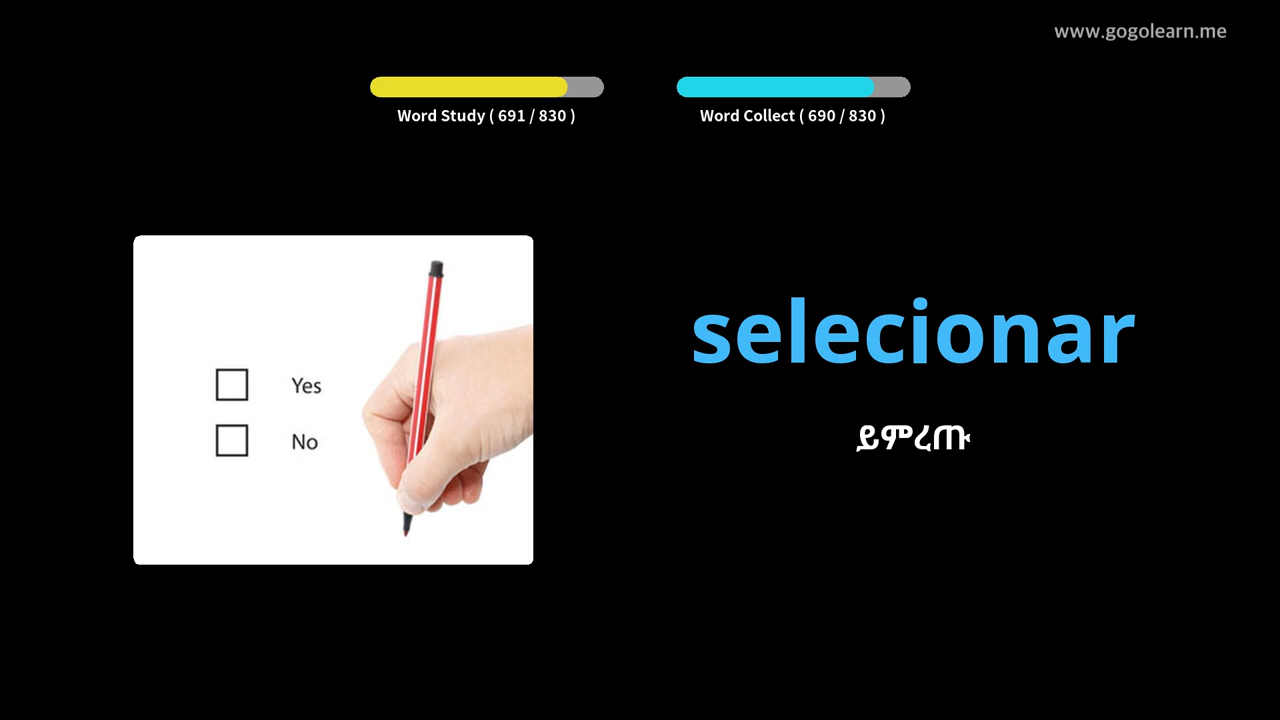 www.gogolearn.me
Word Study ( 691 / 830 )
Word Collect ( 690 / 830 )
Yes
No
selecionar
ይምረጡ